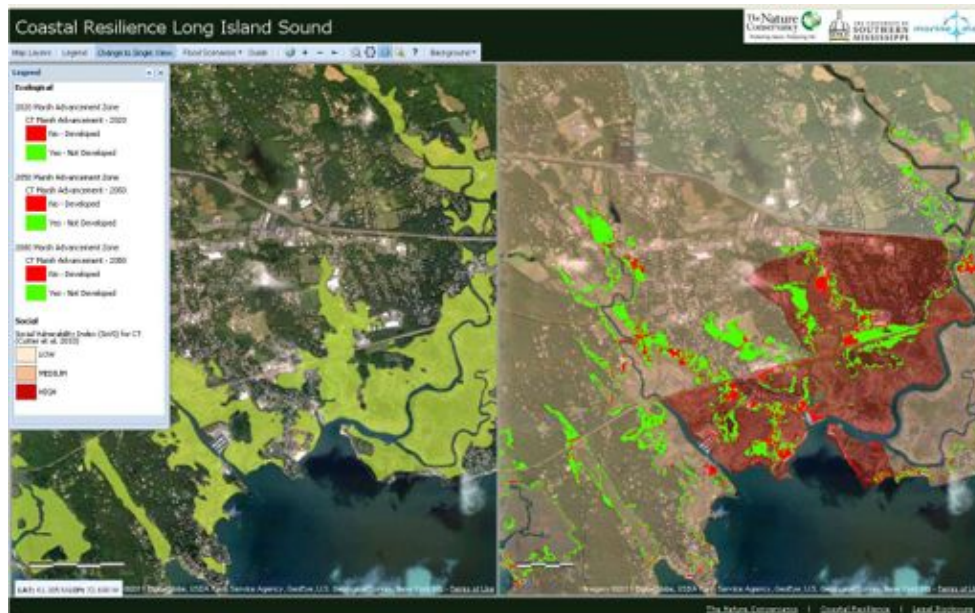 Coastal Resilience Long Island Sound
The Nature
Conservancy
THE UNIVERSITY OF
SOUTHERN
MISSISSIPPI
Map Layers Legend Change to Single View Flood Scenarios Guide ? Background
Legend
Ecological
2020 Marsh Advancement Zone
CT Marsh Advancement - 2020
No - Developed
Yes - Not Developed
2050 Marsh Advancement Zone
CT Marsh Advancement - 2050
No - Developed
Yes - Not Developed
2080 Marsh Advancement Zone
CT Marsh Advancement - 2080
No - Developed
Yes - Not Developed
Social
Social Vulnerability Index (SoVI) for CT
LOW
MEDIUM
HIGH
The Nature Conservancy | Coastal Resilience | Legal Disclosure